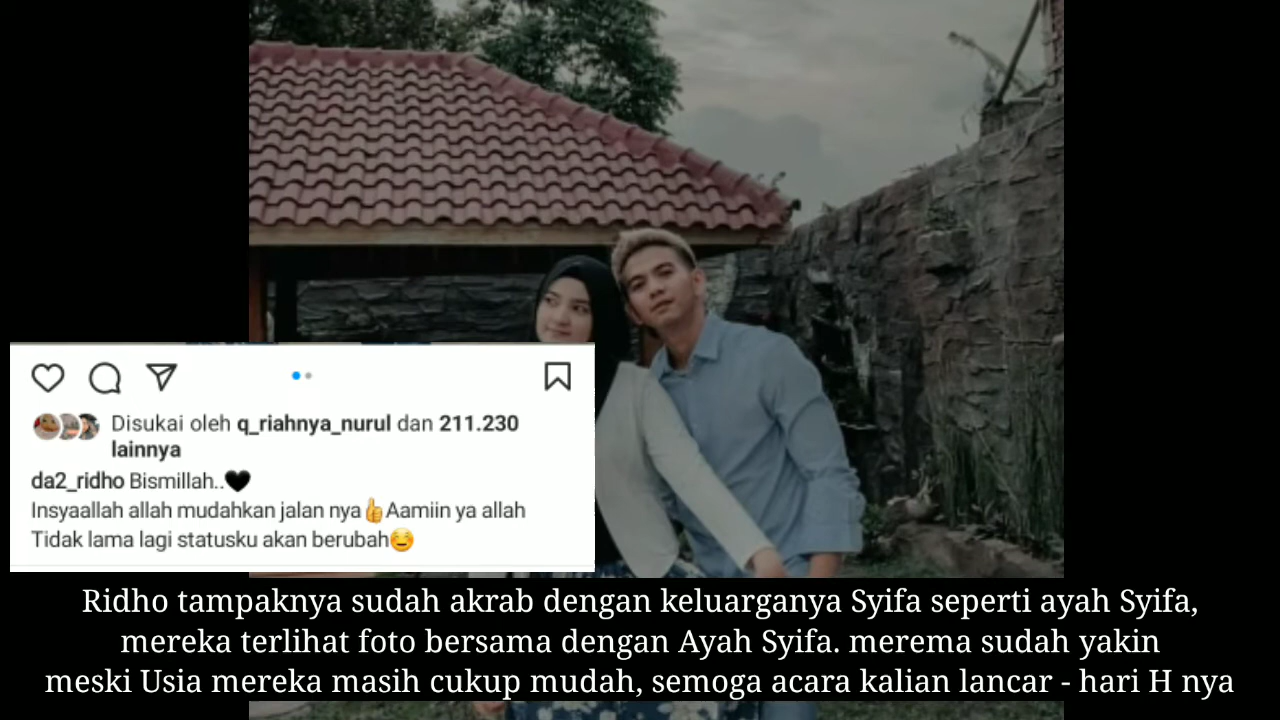 Disukai oleh q_riahnya_nurul dan 211.230
lainnya
da2_ridho Bismillah..🖤
Insyaallah allah mudahkan jalan nya👍Aamiin ya allah
Tidak lama lagi statusku akan berubah☺️
Ridho tampaknya sudah akrab dengan keluarganya Syifa seperti ayah Syifa,
mereka terlihat foto bersama dengan Ayah Syifa. merema sudah yakin
meski Usia mereka masih cukup mudah, semoga acara kalian lancar - hari H nya